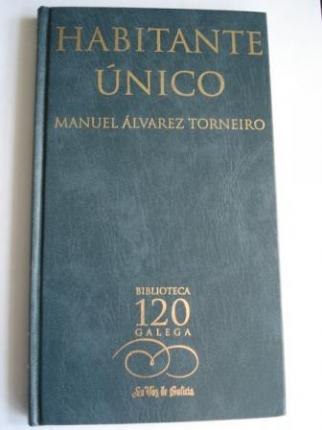 HABITANTE
ÚNICO
MANUEL ÁLVAREZ TORNEIRO
BIBLIOTECA
120
GALEGA
La Voz de Galicia